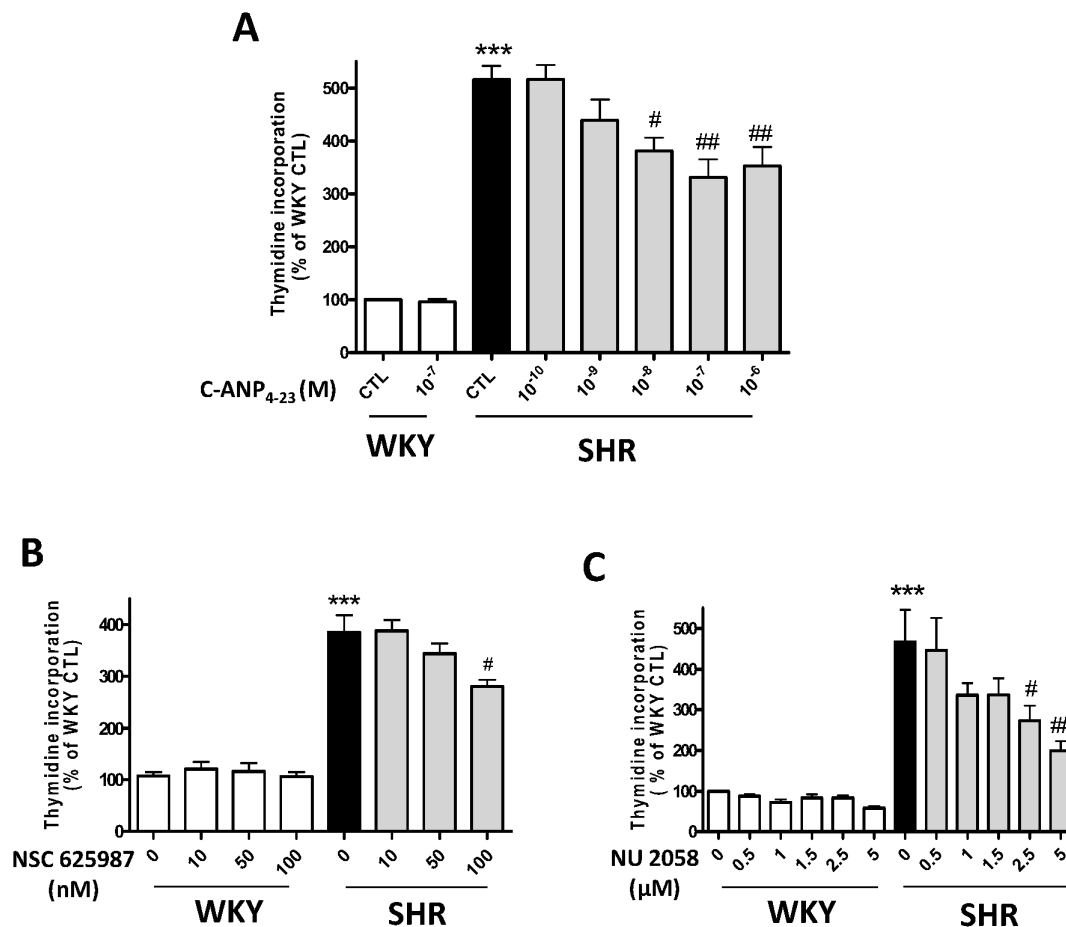 A
Thymidine incorporation
(% of WKY CTL)
***
#
##
##
500
400
300
200
100
0
C-ANP4-23 (M)
CTL
10-7
CTL
10-10
10-9
10-8
10-7
10-6
WKY
SHR
B
Thymidine incorporation
(% of WKY CTL)
***
#
400
300
200
100
0
NSC 625987
(nM)
0
10
50
100
0
10
50
100
WKY
SHR
C
Thymidine incorporation
( % of WKY CTL)
***
#
##
500
400
300
200
100
0
NU 2058
(µM)
0
0.5
1
1.5
2.5
5
0
0.5
1
1.5
2.5
5
WKY
SHR